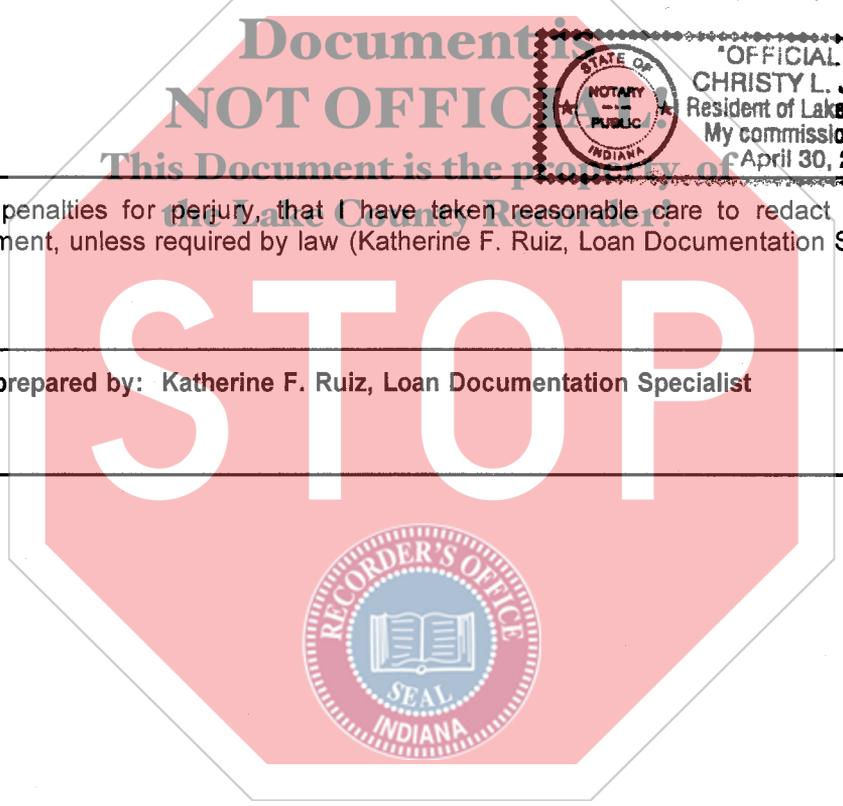 Document is
NOT OFFICIAL!
This Document is the property of
the Lake County Recorder!
STATE OF
NOTARY
PUBLIC
INDIANA
"OFFICIAL
CHRISTY L.
Resident of Lake
My commissio
April 30, 2
penalties for perjury, that I have taken reasonable care to redact
ment, unless required by law (Katherine F. Ruiz, Loan Documentation S
STOP
prepared by: Katherine F. Ruiz, Loan Documentation Specialist
RECORDER'S OFFICE
SEAL
INDIANA